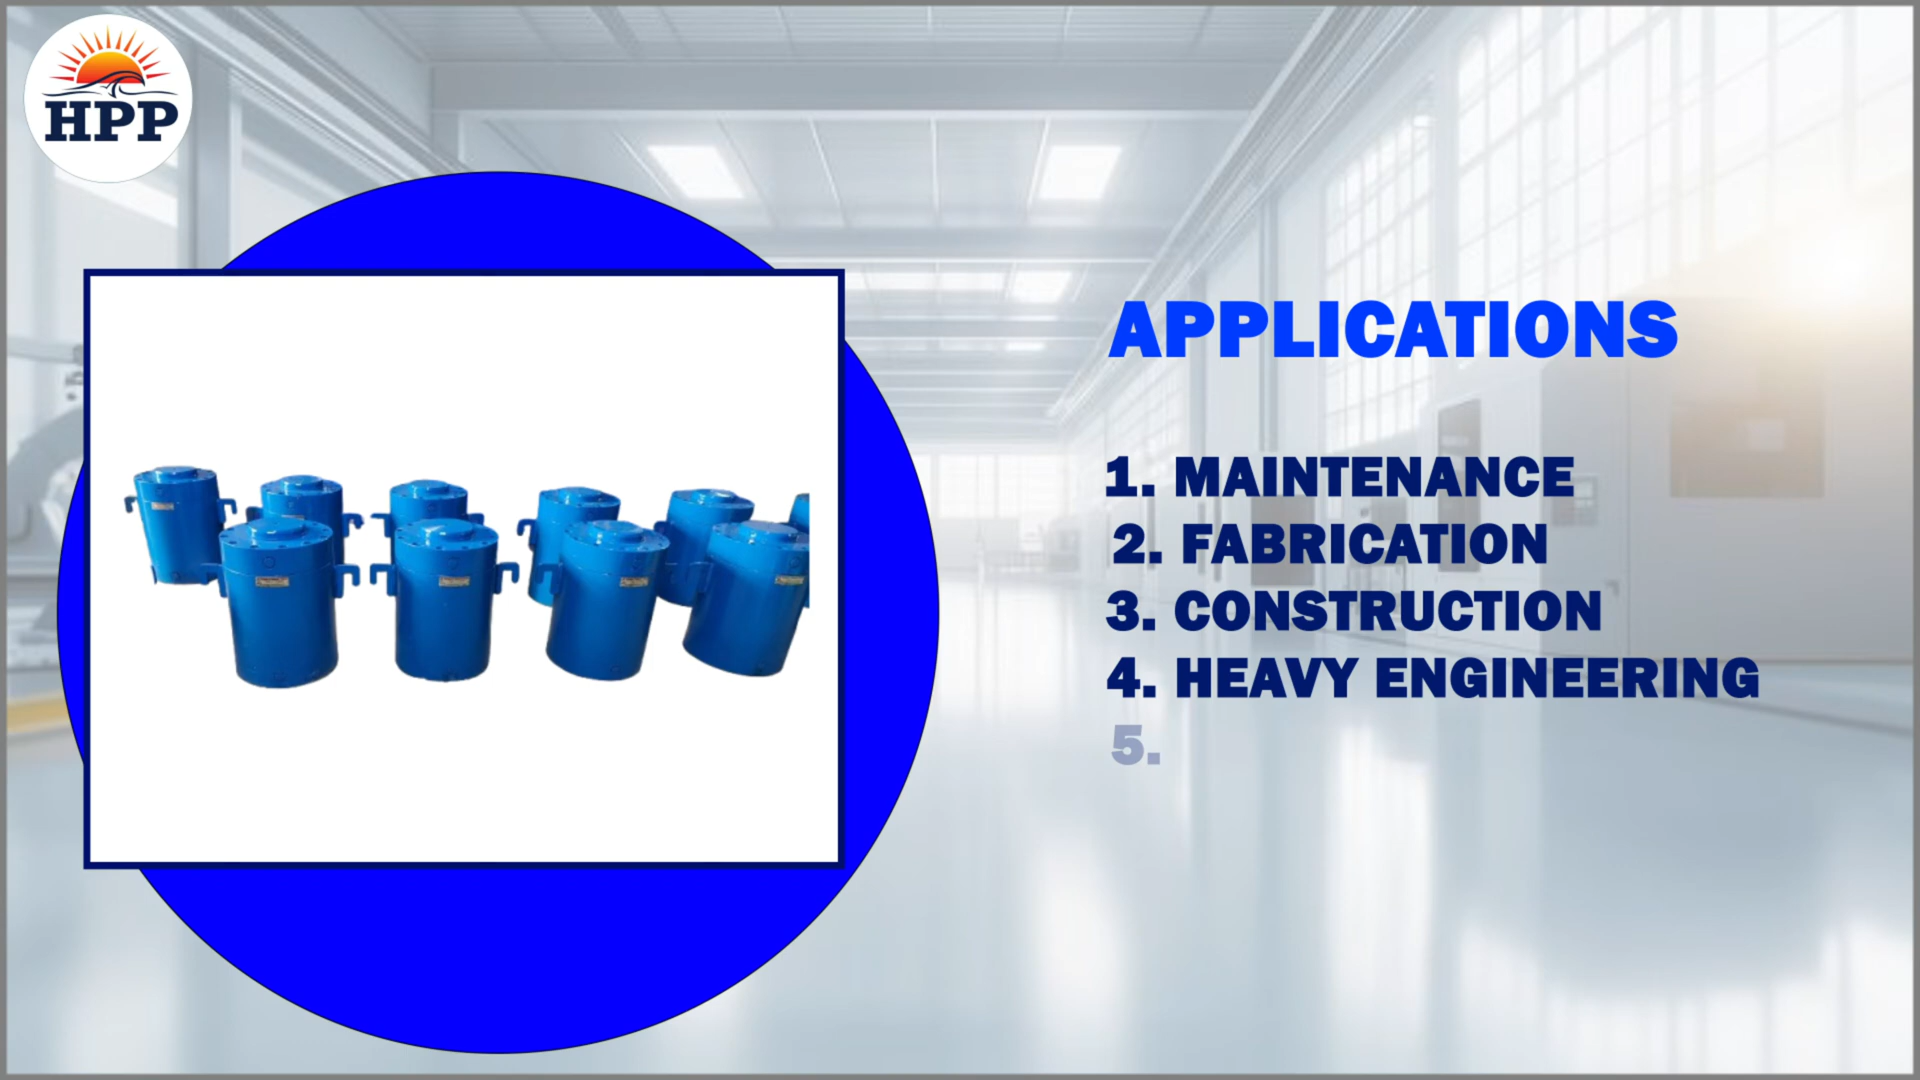 HPP
APPLICATIONS
1. MAINTENANCE
2. FABRICATION
3. CONSTRUCTION
4. HEAVY ENGINEERING
5.